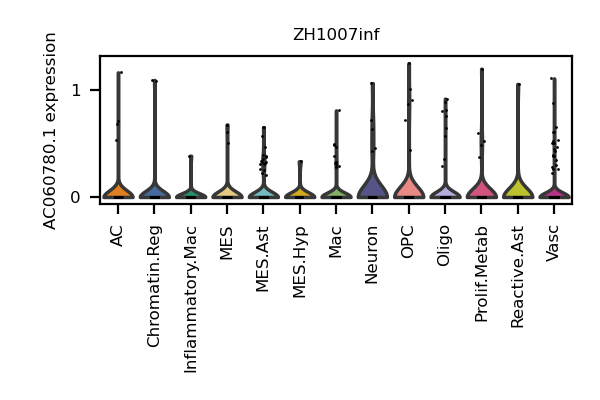 ZH1007inf
AC060780.1 expression
1
0
AC
Chromatin.Reg
Inflammatory.Mac
MES
MES.Ast
MES.Hyp
Mac
Neuron
OPC
Oligo
Prolif.Metab
Reactive.Ast
Vasc